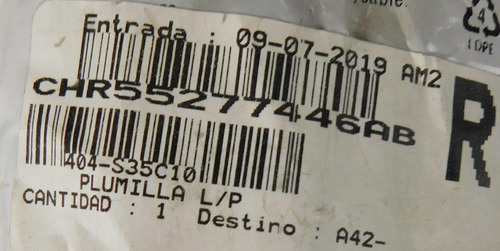 Entrada : 09-07-2019 AM2
CHR55277446AB
R
404-S35C10
PLUMILLA L/P
CANTIDAD : 1 Destino : A42-
4
LDPE